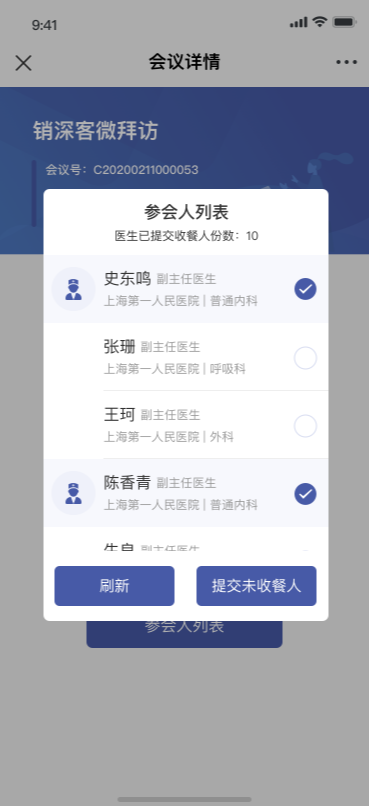 9:41
会议详情
销深客微拜访
会议号：C20200211000053
参会人列表
医生已提交收餐人份数：10
史东鸣 副主任医生
上海第一人民医院 | 普通内科
张珊 副主任医生
上海第一人民医院 | 呼吸科
王珂 副主任医生
上海第一人民医院 | 外科
陈香青 副主任医生
上海第一人民医院 | 普通内科
副主任医生
刷新
提交未收餐人
参会人列表